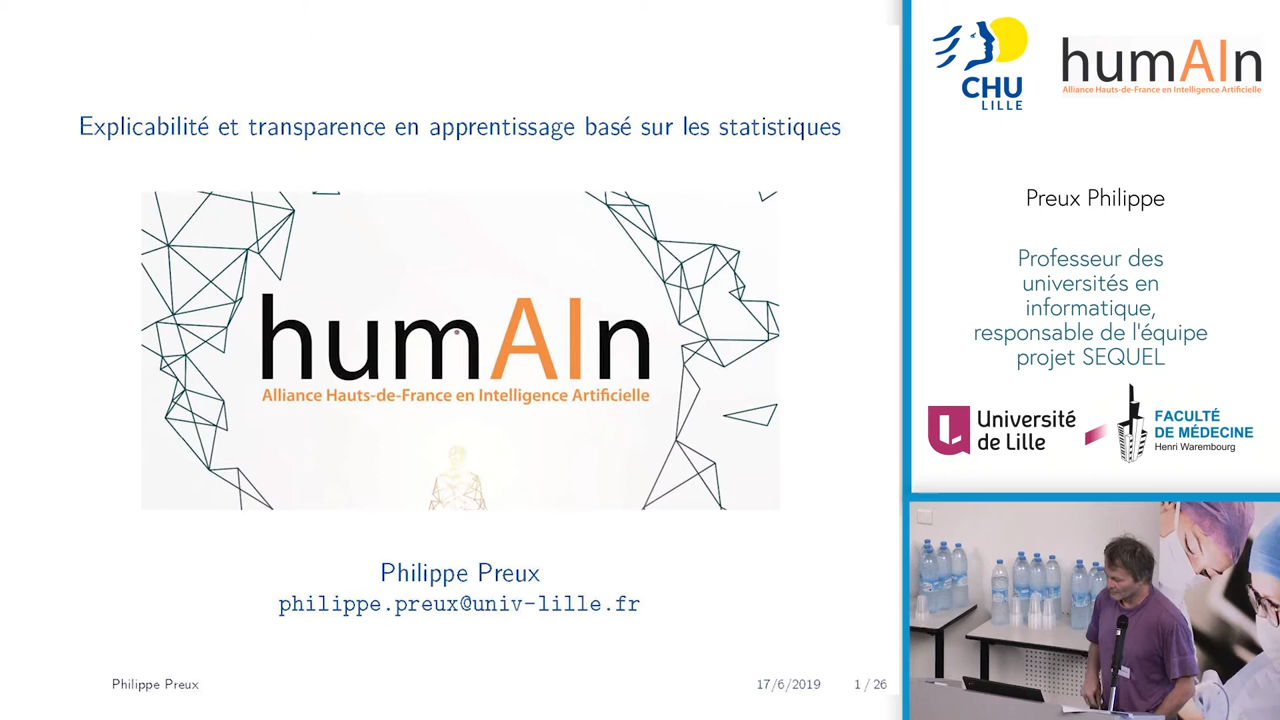 Explicabilité et transparence en apprentissage basé sur les statistiques
humAIn
Alliance Hauts-de-France en Intelligence Artificielle
Philippe Preux
philippe.preux@univ-lille.fr
Philippe Preux
17/6/2019
1 / 26
CHU
LILLE
humAIn
Alliance Hauts-de-France en Intelligence Artificielle
Preux Philippe
Professeur des
universités en
informatique,
responsable de l'équipe
projet SEQUEL
Université
de Lille
FACULTÉ
DE MÉDECINE
Henri Warembourg